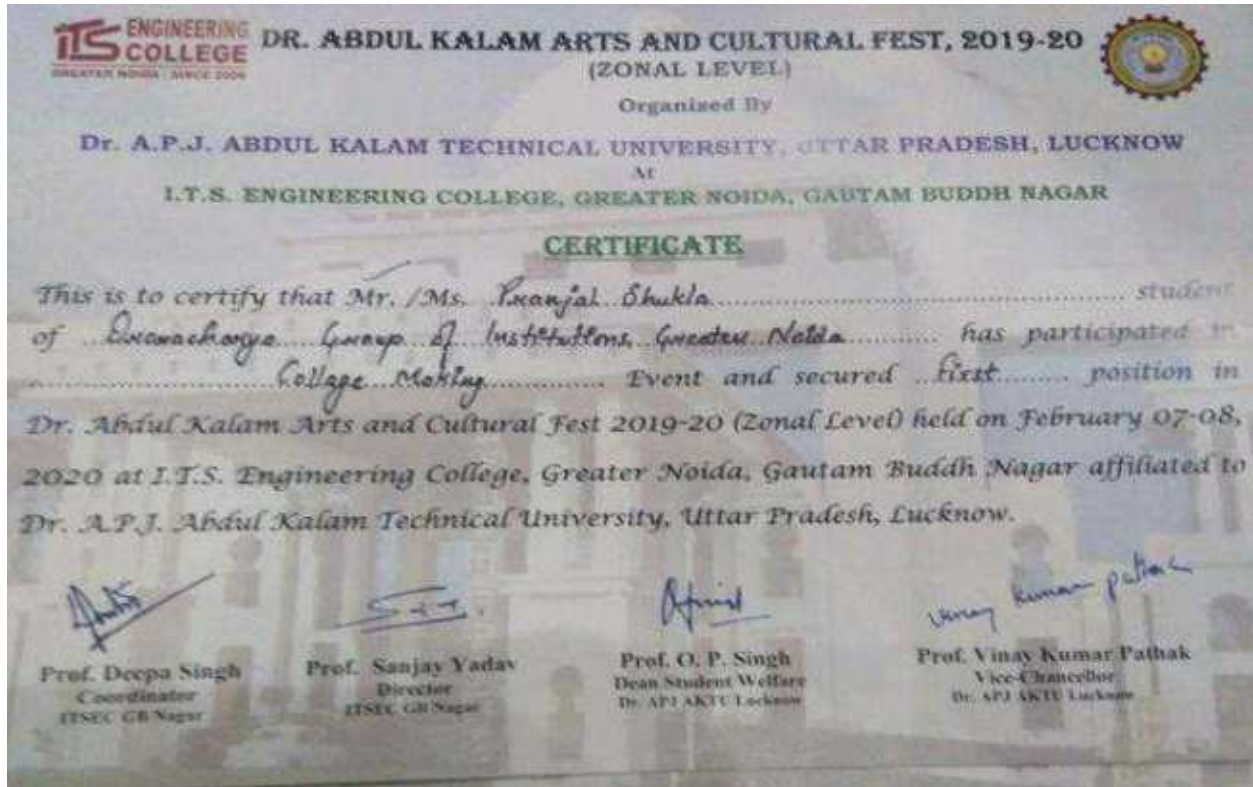 iTS ENGINEERING COLLEGE
GREATER NOIDA | SINCE 2006
DR. ABDUL KALAM ARTS AND CULTURAL FEST, 2019-20
(ZONAL LEVEL)
Organized By
Dr. A.P.J. ABDUL KALAM TECHNICAL UNIVERSITY, UTTAR PRADESH, LUCKNOW
At
I.T.S. ENGINEERING COLLEGE, GREATER NOIDA, GAUTAM BUDDH NAGAR
CERTIFICATE
This is to certify that Mr. /Ms. Pranjal Shukla student
of Dronacharya Group of Institutions, Greater Noida has participated in
Collage Making Event and secured first position in
Dr. Abdul Kalam Arts and Cultural Fest 2019-20 (Zonal Level) held on February 07-08,
2020 at I.T.S. Engineering College, Greater Noida, Gautam Buddh Nagar affiliated to
Dr. A.P.J. Abdul Kalam Technical University, Uttar Pradesh, Lucknow.
Vinay Kumar Pathak
Prof. Deepa Singh Prof. Sanjay Yadav Prof. O. P. Singh Prof. Vinay Kumar Pathak
Coordinator Director Dean Student Welfare Vice-Chancellor
ITSEC GB Nagar ITSEC GB Nagar Dr. APJ AKTU Lucknow Dr. APJ AKTU Lucknow